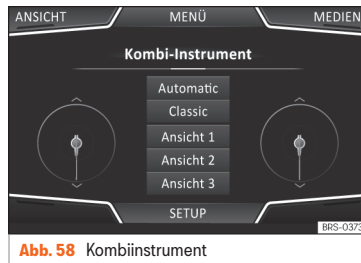 ANSICHT MENÜ MEDIEN
Kombi-Instrument
Automatic
Classic
Ansicht 1
Ansicht 2
Ansicht 3
SETUP
BRS-0373
Abb. 58 Kombiinstrument